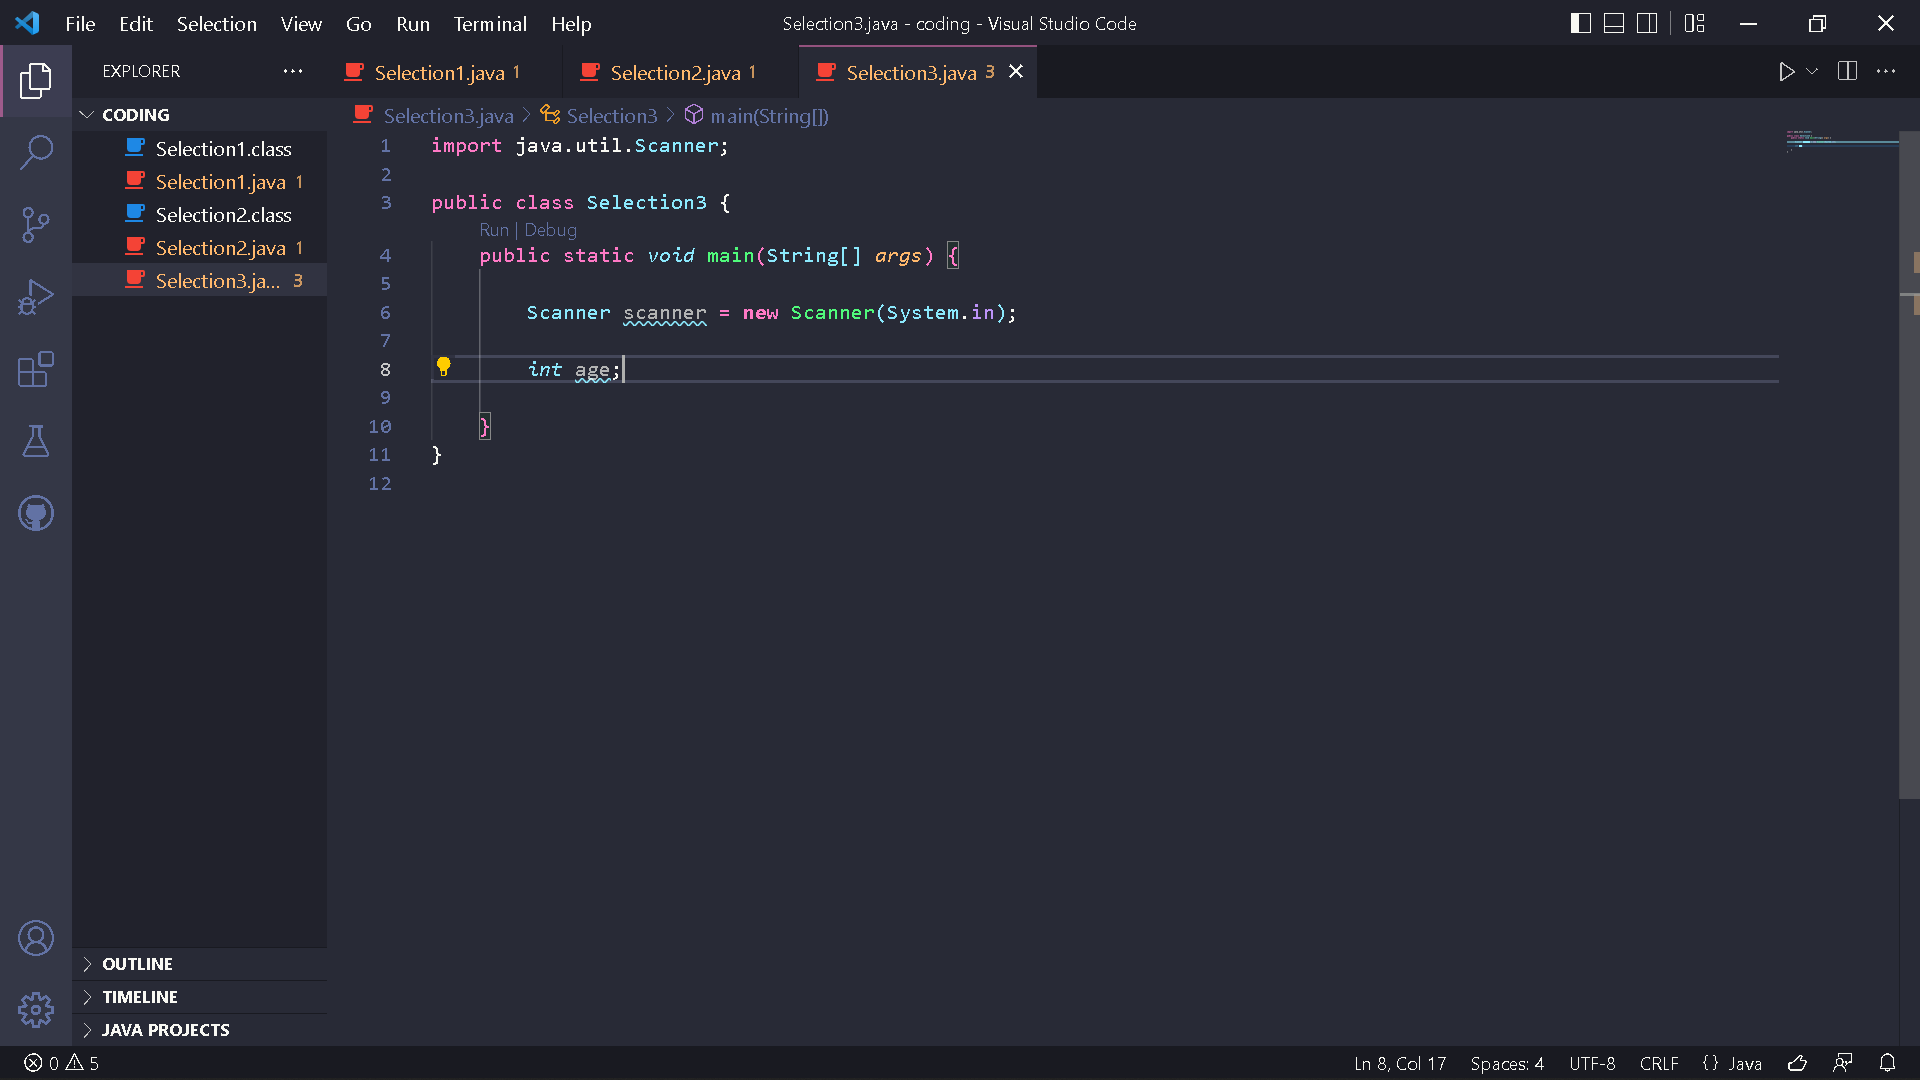 File Edit Selection View Go Run Terminal Help
Selection3.java - coding - Visual Studio Code
EXPLORER
Selection1.java 1
Selection2.java 1
Selection3.java 3
CODING
Selection1.class
Selection1.java 1
Selection2.class
Selection2.java 1
Selection3.ja... 3
OUTLINE
TIMELINE
JAVA PROJECTS
Selection3.java > Selection3 > main(String[])
1 import java.util.Scanner;
2
3 public class Selection3 {
Run | Debug
4 public static void main(String[] args) {
5
6 Scanner scanner = new Scanner(System.in);
7
8 int age;
9
10 }
11 }
12
0 5
Ln 8, Col 17 Spaces: 4 UTF-8 CRLF {} Java